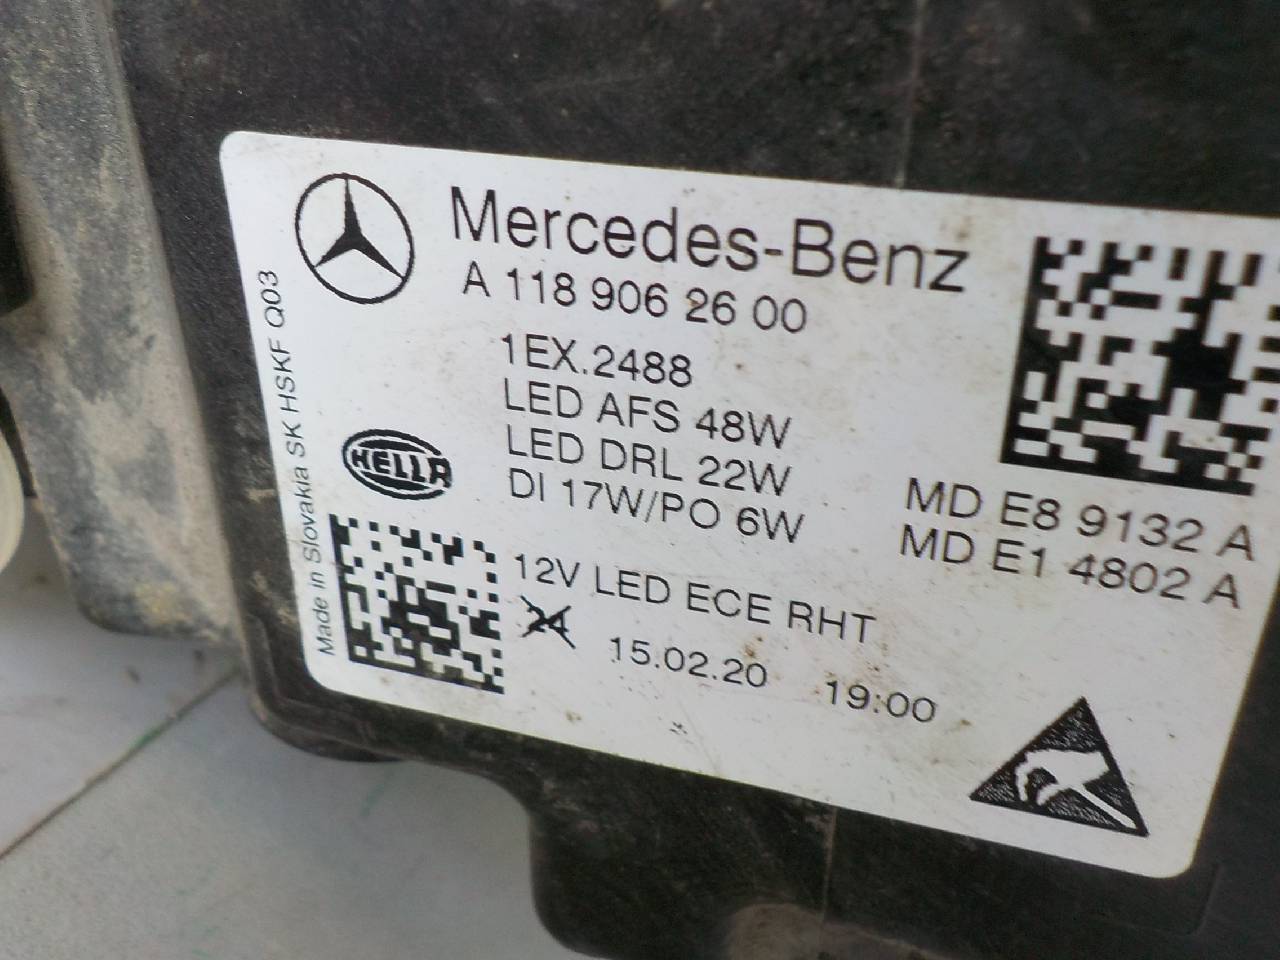 Mercedes-Benz
A 118 906 26 00
1EX.2488
LED AFS 48W
LED DRL 22W
DI 17W/PO 6W
HELLA
MD E8 9132 A
MD E1 4802 A
12V LED ECE RHT
24
15.02.20 19:00
Made in Slovakia SK HSKF Q03